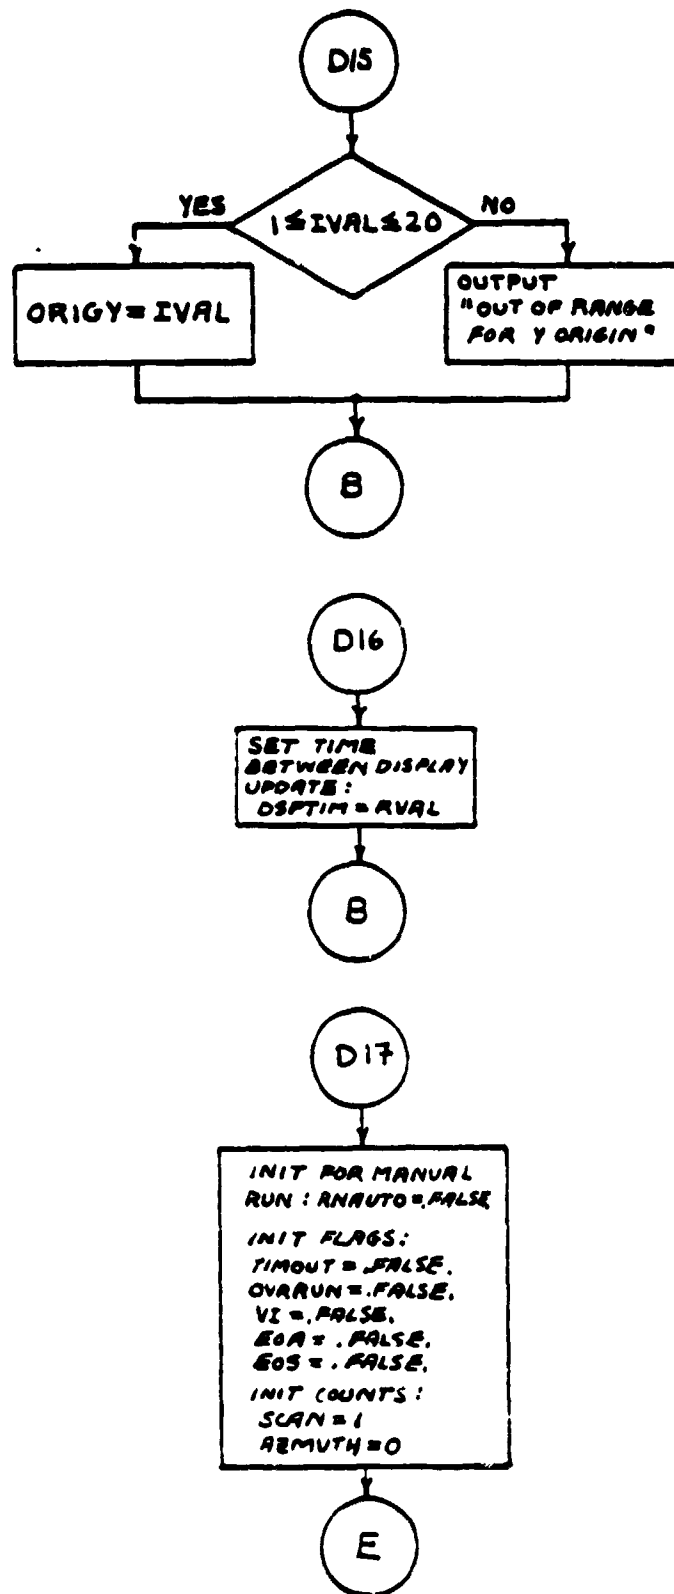 D15
YES
1≤IVAL≤20
NO
ORIGY=IVAL
OUTPUT
"OUT OF RANGE
FOR Y ORIGIN"
B
D16
SET TIME
BETWEEN DISPLAY
UPDATE:
DSPTIM=RVAL
B
D17
INIT FOR MANUAL
RUN: RNAUTO=.FALSE
INIT FLAGS:
TIMOUT=.FALSE.
OVRRUN=.FALSE.
VI=.FALSE.
EOA=.FALSE.
EOS=.FALSE.
INIT COUNTS:
SCAN=1
AZMUTH=0
E